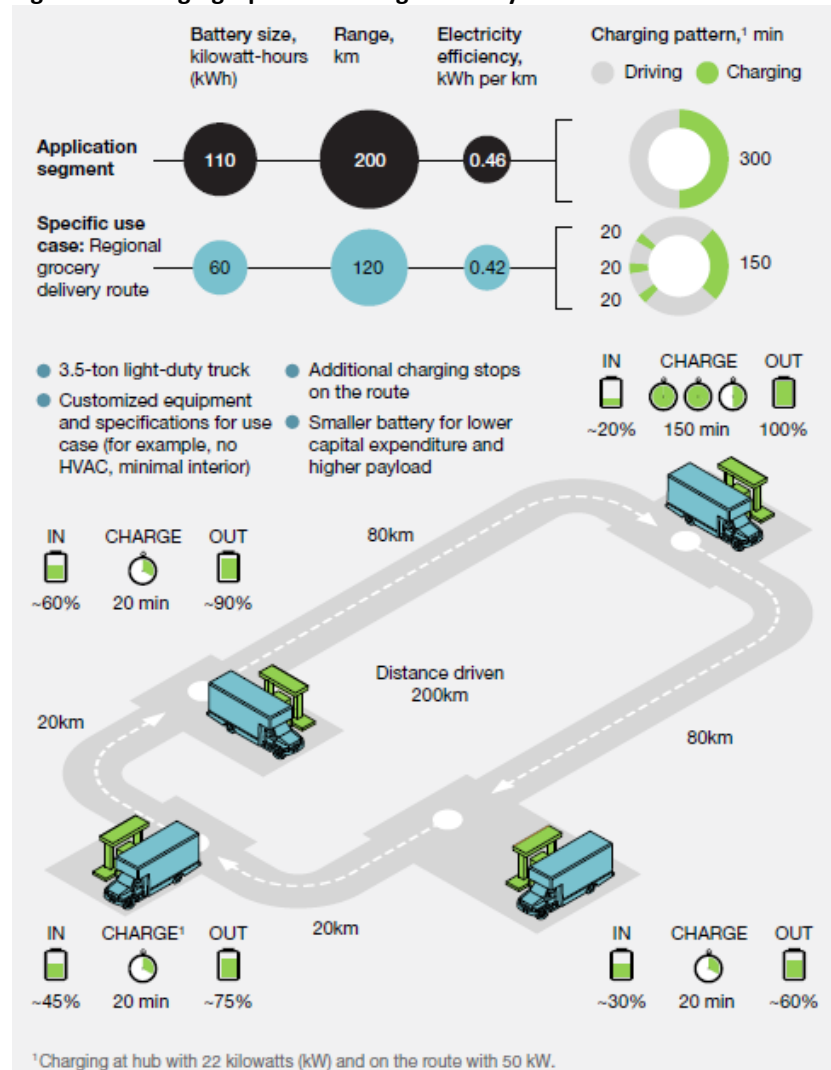 Battery size,
kilowatt-hours
(kWh)
Range,
km
Electricity
efficiency,
kWh per km
Charging pattern,¹ min
Driving
Charging
Application
segment
110
200
0.46
300
Specific use
case: Regional
grocery
delivery route
60
120
0.42
20
20
20
150
3.5-ton light-duty truck
Customized equipment
and specifications for use
case (for example, no
HVAC, minimal interior)
Additional charging stops
on the route
Smaller battery for lower
capital expenditure and
higher payload
IN CHARGE OUT
~20% 150 min 100%
IN CHARGE OUT
~60% 20 min ~90%
80km
Distance driven
200km
20km
80km
20km
IN CHARGE¹ OUT
~45% 20 min ~75%
IN CHARGE OUT
~30% 20 min ~60%
¹Charging at hub with 22 kilowatts (kW) and on the route with 50 kW.